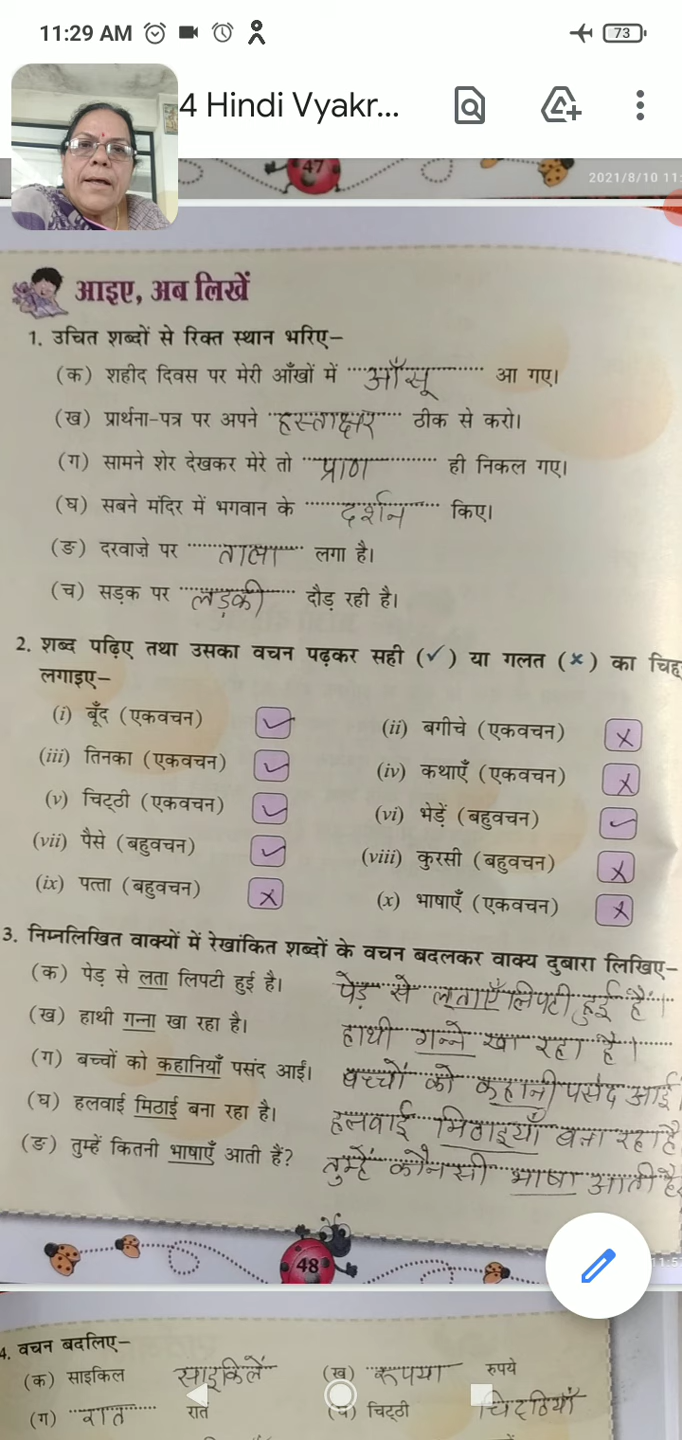 11:29 AM 73
4 Hindi Vyakr...
47
2021/8/10 11:
आइए, अब लिखें
1. उचित शब्दों से रिक्त स्थान भरिए–
(क) शहीद दिवस पर मेरी आँखों में आँसू आ गए।
(ख) प्रार्थना-पत्र पर अपने हस्ताक्षर ठीक से करो।
(ग) सामने शेर देखकर मेरे तो प्राण ही निकल गए।
(घ) सबने मंदिर में भगवान के दर्शन किए।
(ङ) दरवाज़े पर ताला लगा है।
(च) सड़क पर लड़की दौड़ रही है।
2. शब्द पढ़िए तथा उसका वचन पढ़कर सही (✓) या गलत (×) का चिह्
लगाइए–
(i) बूँद (एकवचन) ✓ (ii) बगीचे (एकवचन) ×
(iii) तिनका (एकवचन) ✓ (iv) कथाएँ (एकवचन) ×
(v) चिट्ठी (एकवचन) ✓ (vi) भेड़ें (बहुवचन) ✓
(vii) पैसे (बहुवचन) ✓ (viii) कुरसी (बहुवचन) ×
(ix) पत्ता (बहुवचन) × (x) भाषाएँ (एकवचन) ×
3. निम्नलिखित वाक्यों में रेखांकित शब्दों के वचन बदलकर वाक्य दुबारा लिखिए–
(क) पेड़ से लता लिपटी हुई है। पेड़ से लताएँ लिपटी हुई हैं।
(ख) हाथी गन्ना खा रहा है। हाथी गन्ने खा रहा है।
(ग) बच्चों को कहानियाँ पसंद आईं। बच्चों को कहानी पसंद आई।
(घ) हलवाई मिठाई बना रहा है। हलवाई मिठाइयाँ बना रहा है
(ङ) तुम्हें कितनी भाषाएँ आती हैं? तुम्हें कौनसी भाषा आती है
48
4. वचन बदलिए–
(क) साइकिल साइकिलें (ख) रूपया रुपये
(ग) रात रातें चिट्ठी चिट्ठियाँ